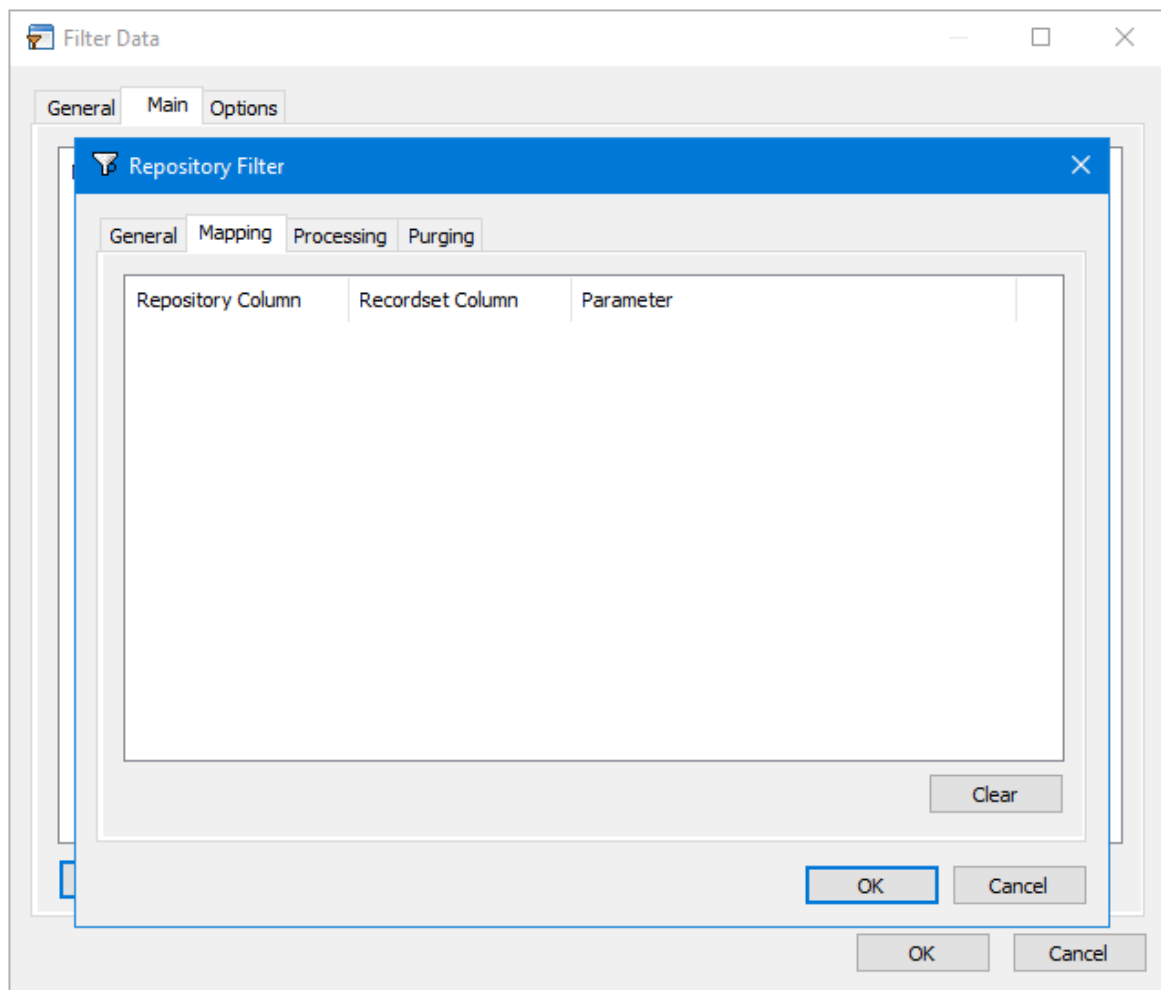 Filter Data
General Main Options
Repository Filter
General Mapping Processing Purging
Repository Column Recordset Column Parameter
Clear
OK Cancel
OK Cancel